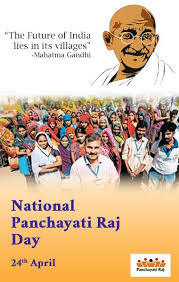 “The Future of India
lies in its villages”
-Mahatma Gandhi
National
Panchayati Raj
Day
24th April
Panchayati Raj